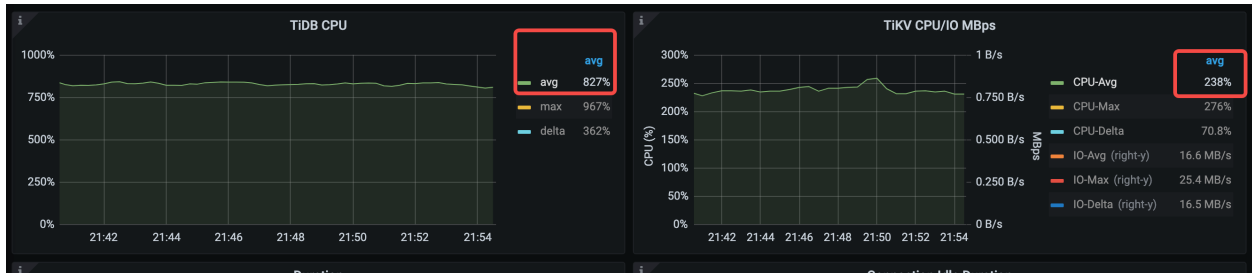 i
TiDB CPU
1000%
750%
500%
250%
0%
21:42 21:44 21:46 21:48 21:50 21:52 21:54
avg
avg 827%
max 967%
delta 362%
i
TiKV CPU/IO MBps
300%
250%
200%
150%
100%
50%
0%
CPU (%)
1 B/s
0.750 B/s
0.500 B/s
0.250 B/s
0 B/s
MBps
21:42 21:44 21:46 21:48 21:50 21:52 21:54
avg
CPU-Avg 238%
CPU-Max 276%
CPU-Delta 70.8%
IO-Avg (right-y) 16.6 MB/s
IO-Max (right-y) 25.4 MB/s
IO-Delta (right-y) 16.5 MB/s
i
Duration
i
Connection Idle Duration